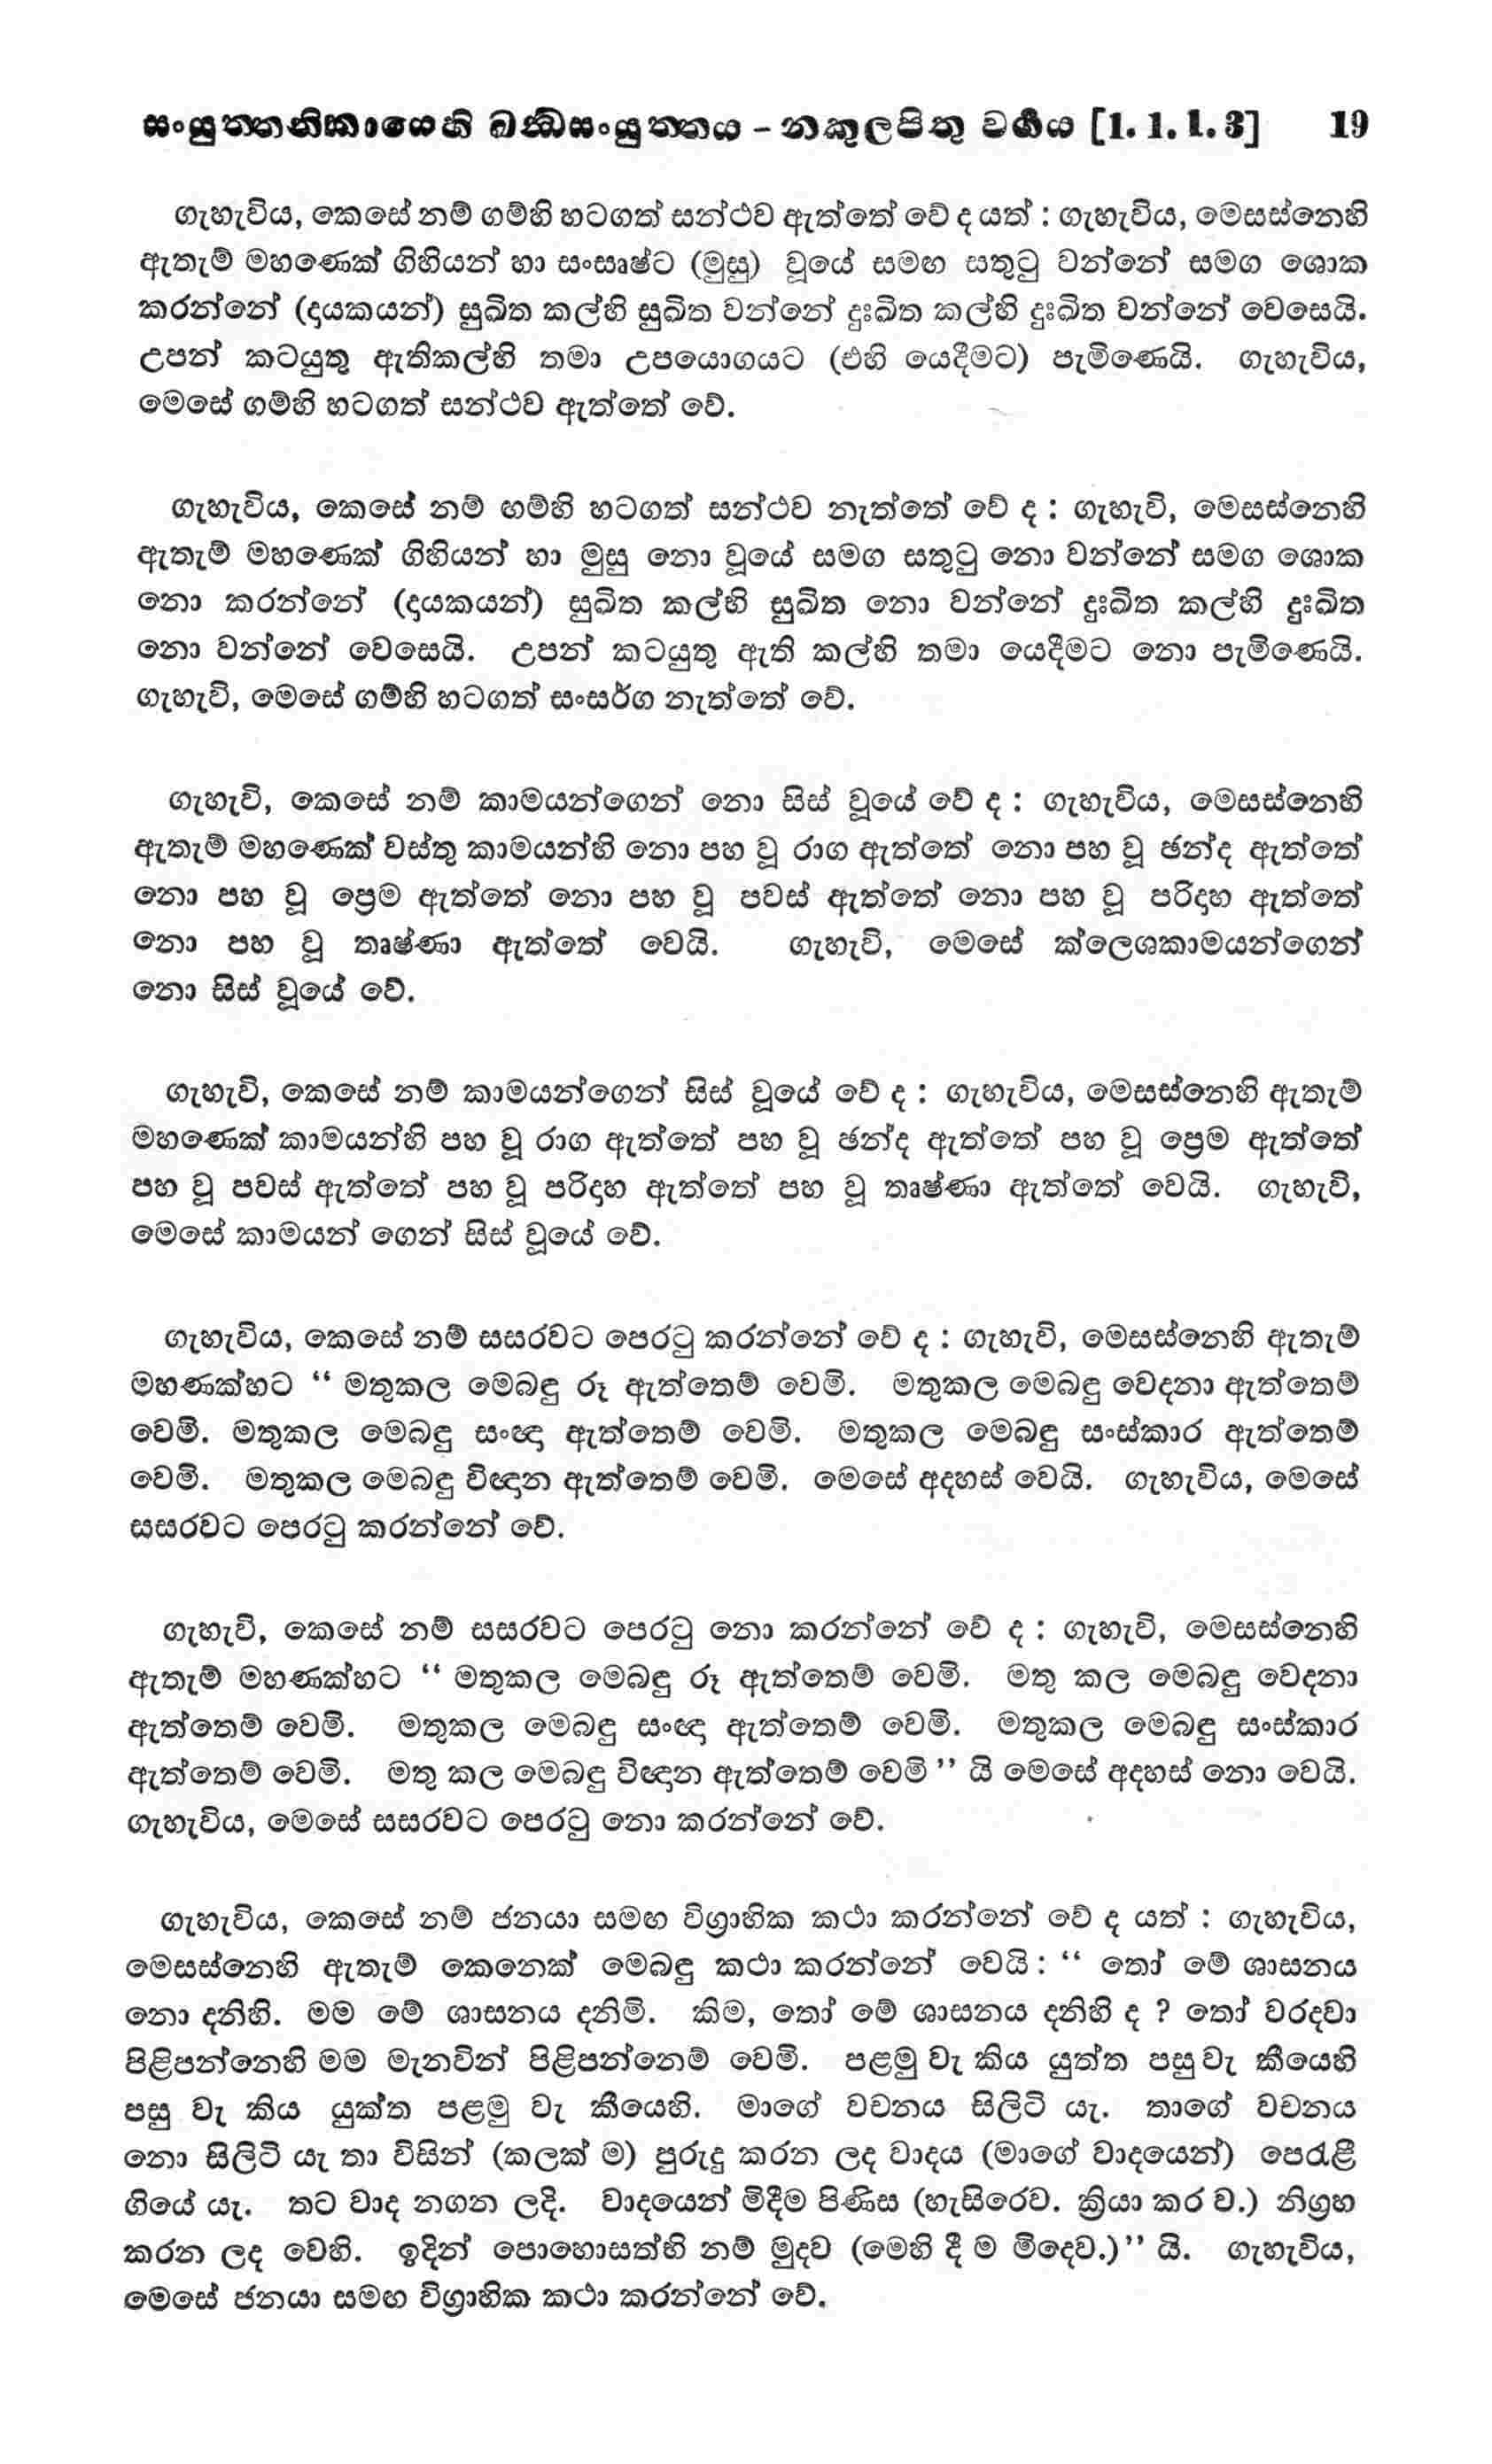 සංයුත්තනිකායෙහි ඛන්ධසංයුත්තය - නකුලපිතු වර්ගය [1. 1. 1. 3] 19
ගැහැවිය, කෙසේ නම් ගම්හි හටගත් සන්ථව ඇත්තේ වේ ද යත් : ගැහැවිය, මෙසස්නෙහි
ඇතැම් මහණෙක් ගිහියන් හා සංසෘෂ්ට (මුසු) වූයේ සමඟ සතුටු වන්නේ සමග ශොක
කරන්නේ (දායකයන්) සුඛිත කල්හි සුඛිත වන්නේ දුඃඛිත කල්හි දුඃඛිත වන්නේ වෙසෙයි.
උපන් කටයුතු ඇතිකල්හි තමා උපයොගයට (එහි යෙදීමට) පැමිණෙයි. ගැහැවිය,
මෙසේ ගම්හි හටගත් සන්ථව ඇත්තේ වේ.
ගැහැවිය, කෙසේ නම් ඟම්හි හටගත් සන්ථව නැත්තේ වේ ද : ගැහැවි, මෙසස්නෙහි
ඇතැම් මහණෙක් ගිහියන් හා මුසු නො වූයේ සමග සතුටු නො වන්නේ සමග ශොක
නො කරන්නේ (දායකයන්) සුඛිත කල්හි සුඛිත නො වන්නේ දුඃඛිත කල්හි දුඃඛිත
නො වන්නේ වෙසෙයි. උපන් කටයුතු ඇති කල්හි තමා යෙදීමට නො පැමිණෙයි.
ගැහැවි, මෙසේ ගම්හි හටගත් සංසර්ග නැත්තේ වේ.
ගැහැවි, කෙසේ නම් කාමයන්ගෙන් නො සිස් වූයේ වේ ද : ගැහැවිය, මෙසස්නෙහි
ඇතැම් මහණෙක් වස්තු කාමයන්හි නො පහ වූ රාග ඇත්තේ නො පහ වූ ඡන්ද ඇත්තේ
නො පහ වූ ප්‍රෙම ඇත්තේ නො පහ වූ පවස් ඇත්තේ නො පහ වූ පරිදාහ ඇත්තේ
නො පහ වූ තෘෂ්ණා ඇත්තේ වෙයි. ගැහැවි, මෙසේ ක්ලෙශකාමයන්ගෙන්
නො සිස් වූයේ වේ.
ගැහැවි, කෙසේ නම් කාමයන්ගෙන් සිස් වූයේ වේ ද : ගැහැවිය, මෙසස්නෙහි ඇතැම්
මහණෙක් කාමයන්හි පහ වූ රාග ඇත්තේ පහ වූ ඡන්ද ඇත්තේ පහ වූ ප්‍රෙම ඇත්තේ
පහ වූ පවස් ඇත්තේ පහ වූ පරිදාහ ඇත්තේ පහ වූ තෘෂ්ණා ඇත්තේ වෙයි. ගැහැවි,
මෙසේ කාමයන් ගෙන් සිස් වූයේ වේ.
ගැහැවිය, කෙසේ නම් සසරවට පෙරටු කරන්නේ වේ ද : ගැහැවි, මෙසස්නෙහි ඇතැම්
මහණක්හට “ මතුකල මෙබඳු රූ ඇත්තෙම් වෙමි. මතුකල මෙබඳු වෙදනා ඇත්තෙම්
වෙමි. මතුකල මෙබඳු සංඥා ඇත්තෙම් වෙමි. මතුකල මෙබඳු සංස්කාර ඇත්තෙම්
වෙමි. මතුකල මෙබඳු විඥාන ඇත්තෙම් වෙමි. මෙසේ අදහස් වෙයි. ගැහැවිය, මෙසේ
සසරවට පෙරටු කරන්නේ වේ.
ගැහැවි, කෙසේ නම් සසරවට පෙරටු නො කරන්නේ වේ ද : ගැහැවි, මෙසස්නෙහි
ඇතැම් මහණක්හට “ මතුකල මෙබඳු රූ ඇත්තෙම් වෙමි. මතු කල මෙබඳු වෙදනා
ඇත්තෙම් වෙමි. මතුකල මෙබඳු සංඥා ඇත්තෙම් වෙමි. මතුකල මෙබඳු සංස්කාර
ඇත්තෙම් වෙමි. මතු කල මෙබඳු විඥාන ඇත්තෙම් වෙමි ” යි මෙසේ අදහස් නො වෙයි.
ගැහැවිය, මෙසේ සසරවට පෙරටු නො කරන්නේ වේ.
ගැහැවිය, කෙසේ නම් ජනයා සමඟ විග්‍රාහික කථා කරන්නේ වේ ද යත් : ගැහැවිය,
මෙසස්නෙහි ඇතැම් කෙනෙක් මෙබඳු කථා කරන්නේ වෙයි : “ තෝ මේ ශාසනය
නො දනිහි. මම මේ ශාසනය දනිමි. කිම, තෝ මේ ශාසනය දනිහි ද ? තෝ වරදවා
පිළිපන්නෙහි මම මැනවින් පිළිපන්නෙම් වෙමි. පළමු වැ කිය යුත්ත පසු වැ කීයෙහි
පසු වැ කිය යුක්ත පළමු වැ කීයෙහි. මාගේ වචනය සිලිටි යැ. තාගේ වචනය
නො සිලිටි යැ තා විසින් (කලක් ම) පුරුදු කරන ලද වාදය (මාගේ වාදයෙන්) පෙරැළී
ගියේ යැ. තට වාද නගන ලදි. වාදයෙන් මිදීම පිණිස (හැසිරෙව. ක්‍රියා කර ව.) නිග්‍රහ
කරන ලද වෙහි. ඉදින් පොහොසත්හි නම් මුදව (මෙහි දී ම මිදෙව.)” යි. ගැහැවිය,
මෙසේ ජනයා සමඟ විග්‍රාහික කථා කරන්නේ වේ.